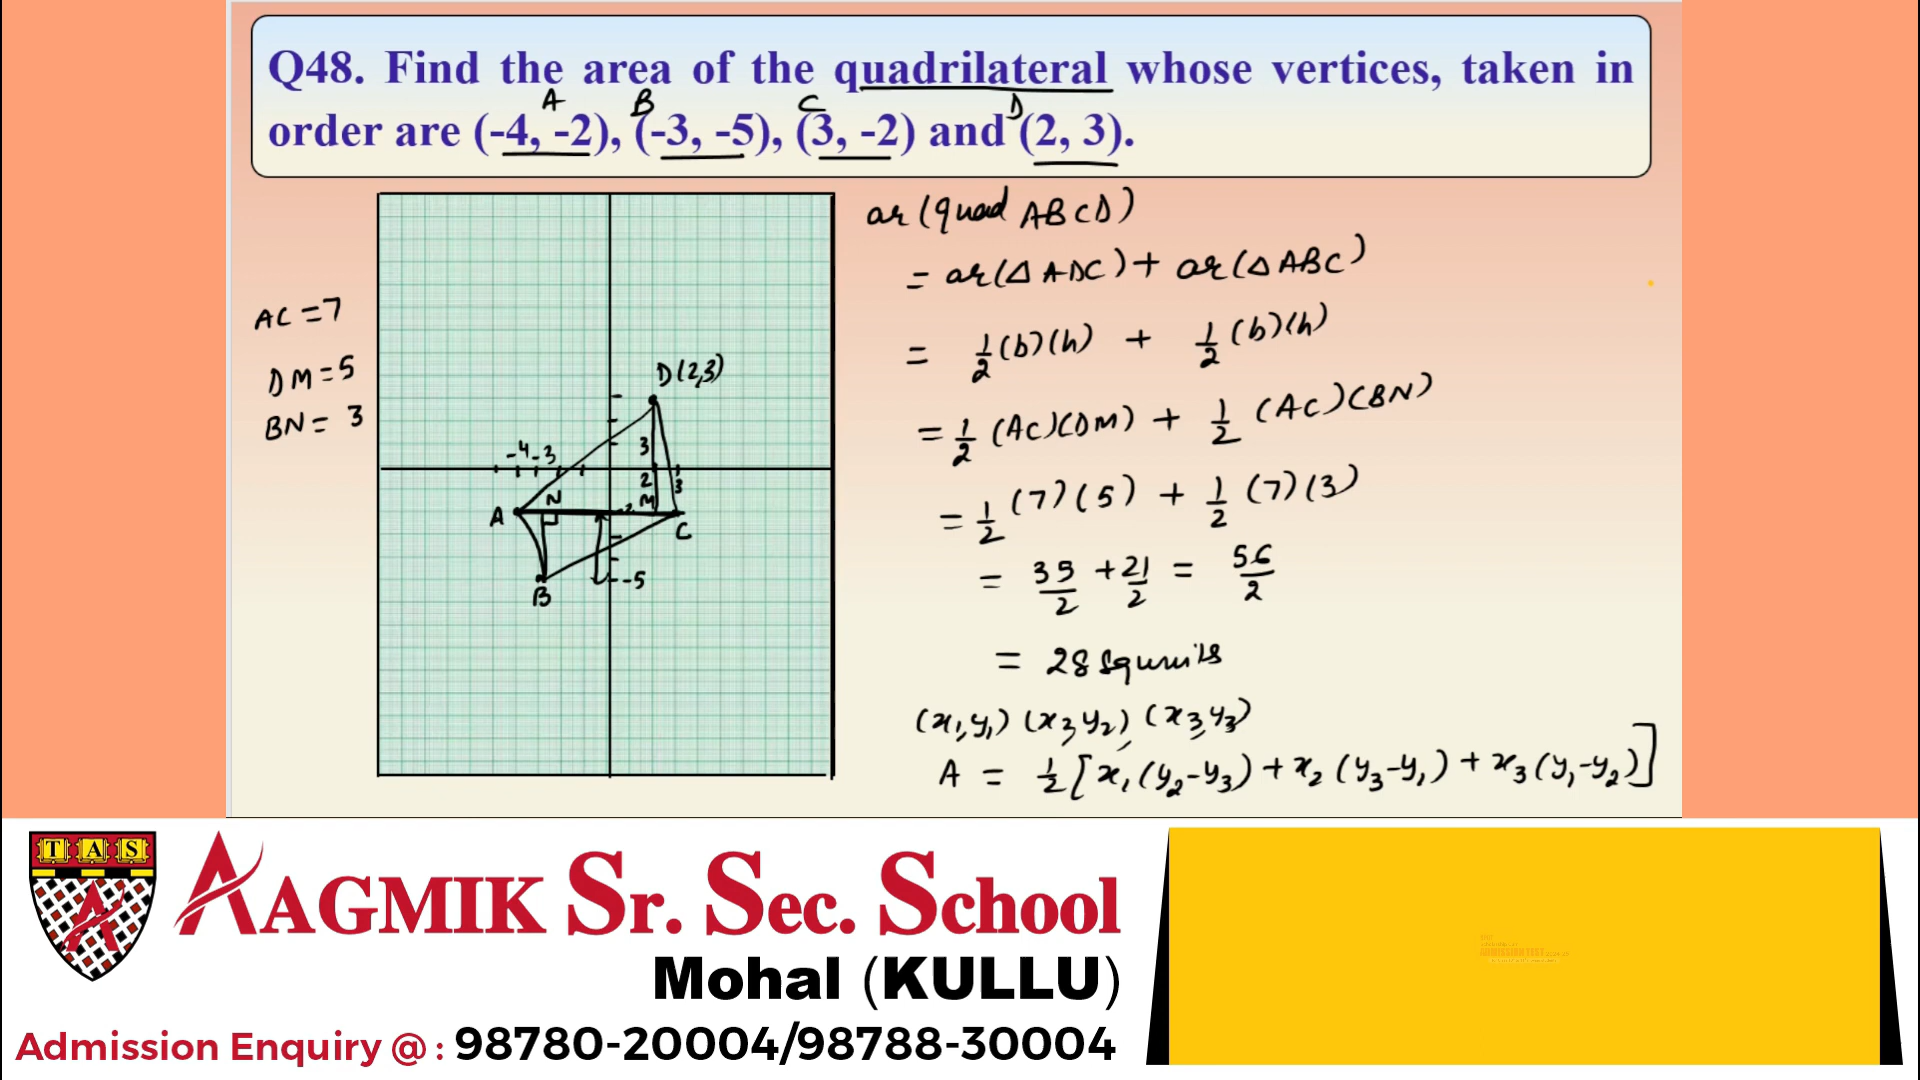 Q48. Find the area of the quadrilateral whose vertices, taken in
A B C D
order are (-4, -2), (-3, -5), (3, -2) and (2, 3).
ar (quad ABCD)
= ar(△ ADC) + ar(△ ABC)
= 1/2 (b)(h) + 1/2 (b)(h)
= 1/2 (AC)(DM) + 1/2 (AC)(BN)
= 1/2 (7)(5) + 1/2 (7)(3)
= 35/2 + 21/2 = 56/2
= 28 squnits
(x1,y1) (x2,y2) (x3,y3)
A = 1/2 [x1(y2-y3) + x2(y3-y1) + x3(y1-y2)]
AC = 7
DM = 5
BN = 3
D(2,3)
-4 -3
3
2
3
N
M
-2
A
C
-5
B
TAS
AAGMIK Sr. Sec. School
Mohal (KULLU)
Admission Enquiry @ : 98780-20004/98788-30004